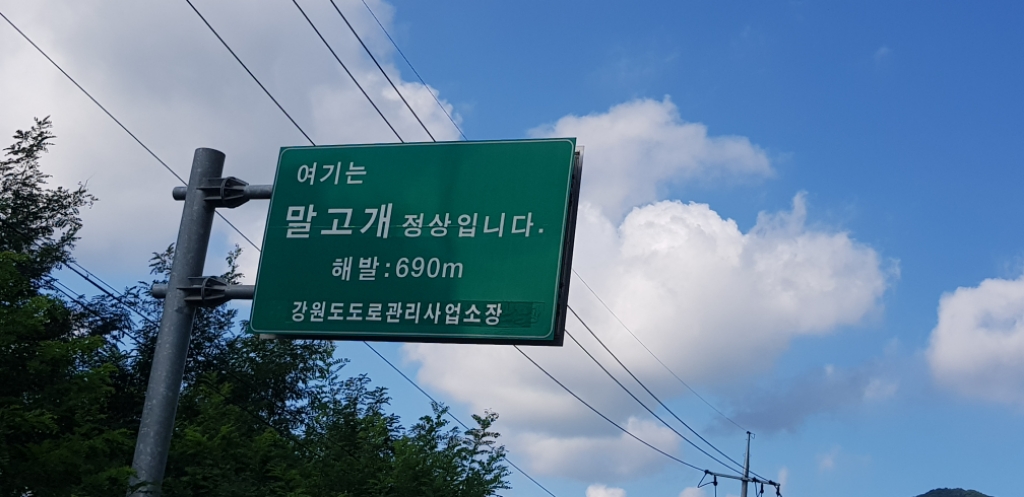 여기는
말고개 정상입니다.
해발:690m
강원도도로관리사업소장